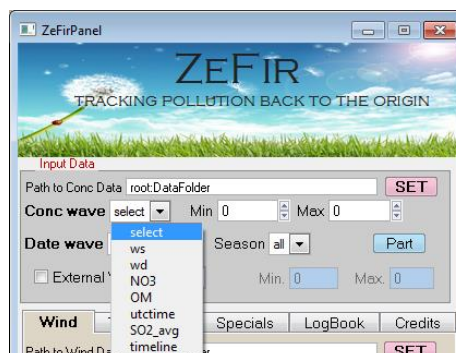 ZeFirPanel
ZEFIR
TRACKING POLLUTION BACK TO THE ORIGIN
Input Data
Path to Conc Data root:DataFolder SET
Conc wave select Min 0 Max 0
Date wave Season all Part
select
ws
wd
NO3
OM
utctime
SO2_avg
timeline
External Min. 0 Max. 0
Wind Specials LogBook Credits
Path to Wind SET